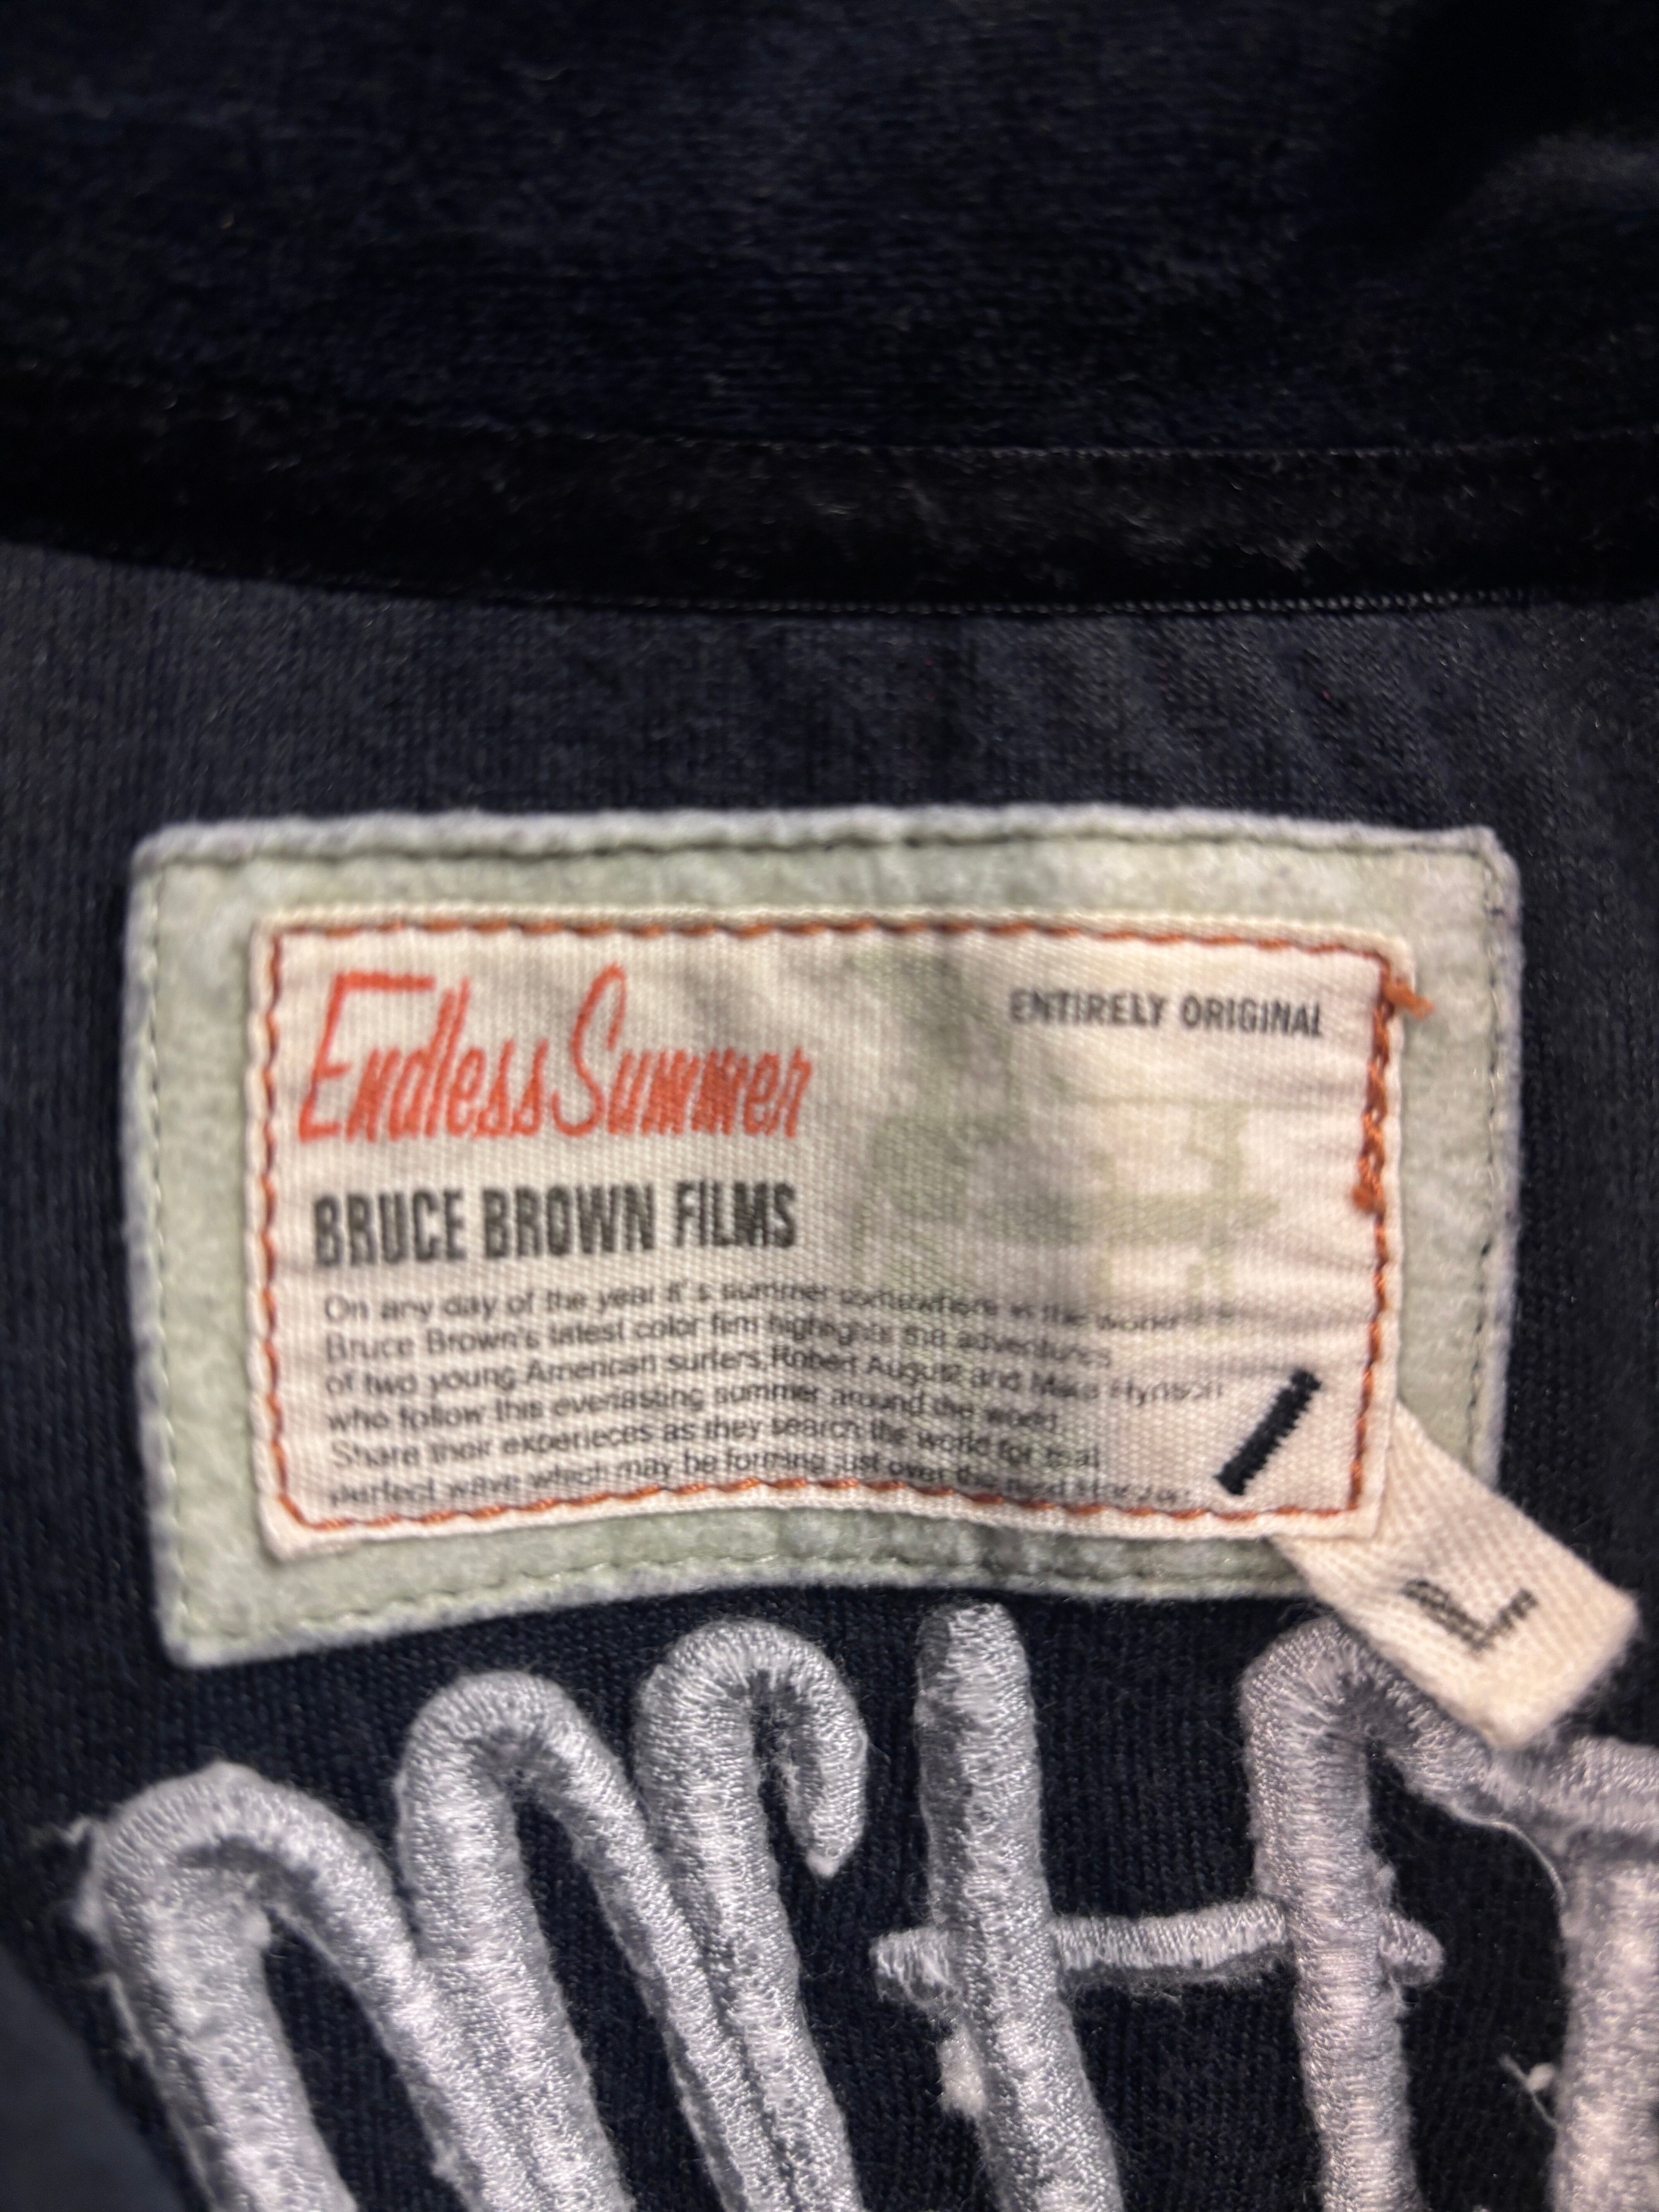 Endless Summer
ENTIRELY ORIGINAL
BRUCE BROWN FILMS
On any day of the year it's summer somewhere in the world
Bruce Brown's latest color film highlights the adventures
of two young American surfers, Robert August and Mike Hynson
who follow this everlasting summer around the world.
Share their experieces as they search the world for that
perfect wave which may be forming just over the next horizon
L